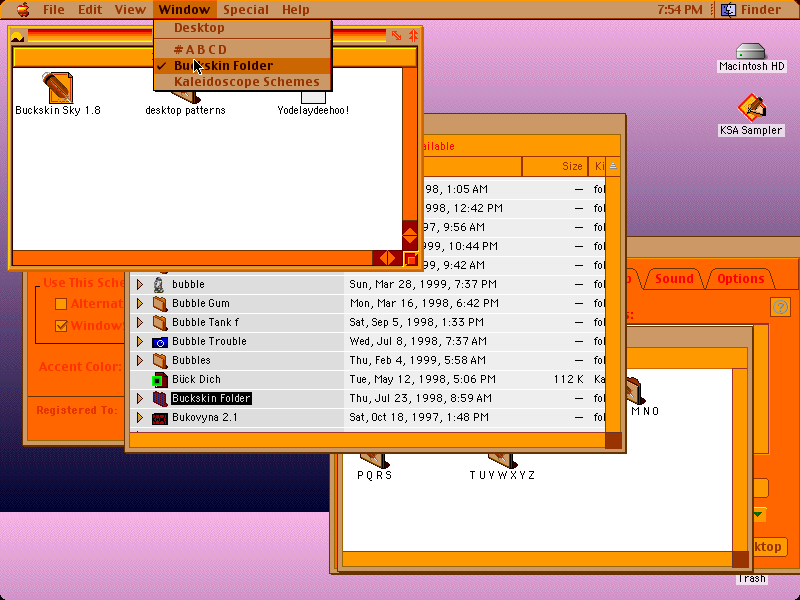 File Edit View Window Special Help 7:54 PM Finder
Desktop
#ABCD
Buckskin Folder
Kaleidoscope Schemes
Macintosh HD
KSA Sampler
Buckskin Sky 1.8
desktop patterns
Yodelaydeehoo!
ailable
Size
Ki
98, 1:05 AM — fol
998, 12:42 PM — fol
97, 9:56 AM — fol
999, 10:44 PM — fol
99, 9:42 AM — fol
bubble Sun, Mar 28, 1999, 7:37 PM — fol
Bubble Gum Mon, Mar 16, 1998, 6:42 PM — fol
Bubble Tank f Sat, Sep 5, 1998, 1:33 PM — fol
Bubble Trouble Wed, Jul 8, 1998, 7:37 AM — fol
Bubbles Thu, Feb 4, 1999, 5:58 AM — fol
Bück Dich Tue, May 12, 1998, 5:06 PM 112 K Ka
Buckskin Folder Thu, Jul 23, 1998, 8:59 AM — fol
Bukovyna 2.1 Sat, Oct 18, 1997, 1:48 PM — fol
Use This Sche
Alternat
Window
Accent Color:
Registered To:
Sound
Options
MNO
PQRS
TUVWXYZ
ktop
Trash